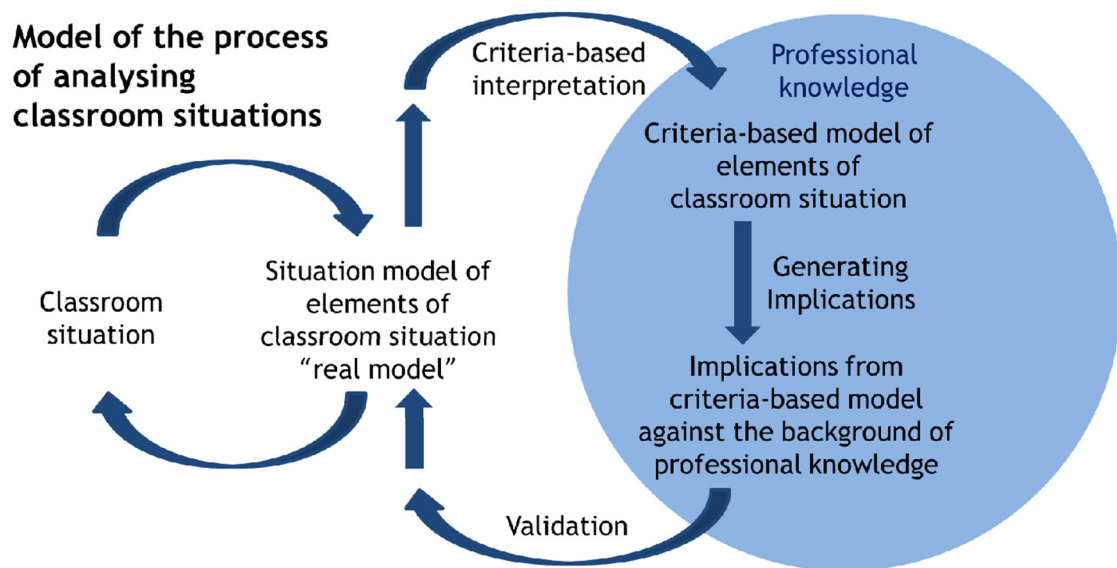 Model of the process
of analysing
classroom situations
Criteria-based
interpretation
Professional
knowledge
Criteria-based model of
elements of
classroom situation
Generating
Implications
Classroom
situation
Situation model of
elements of
classroom situation
“real model”
Implications from
criteria-based model
against the background of
professional knowledge
Validation